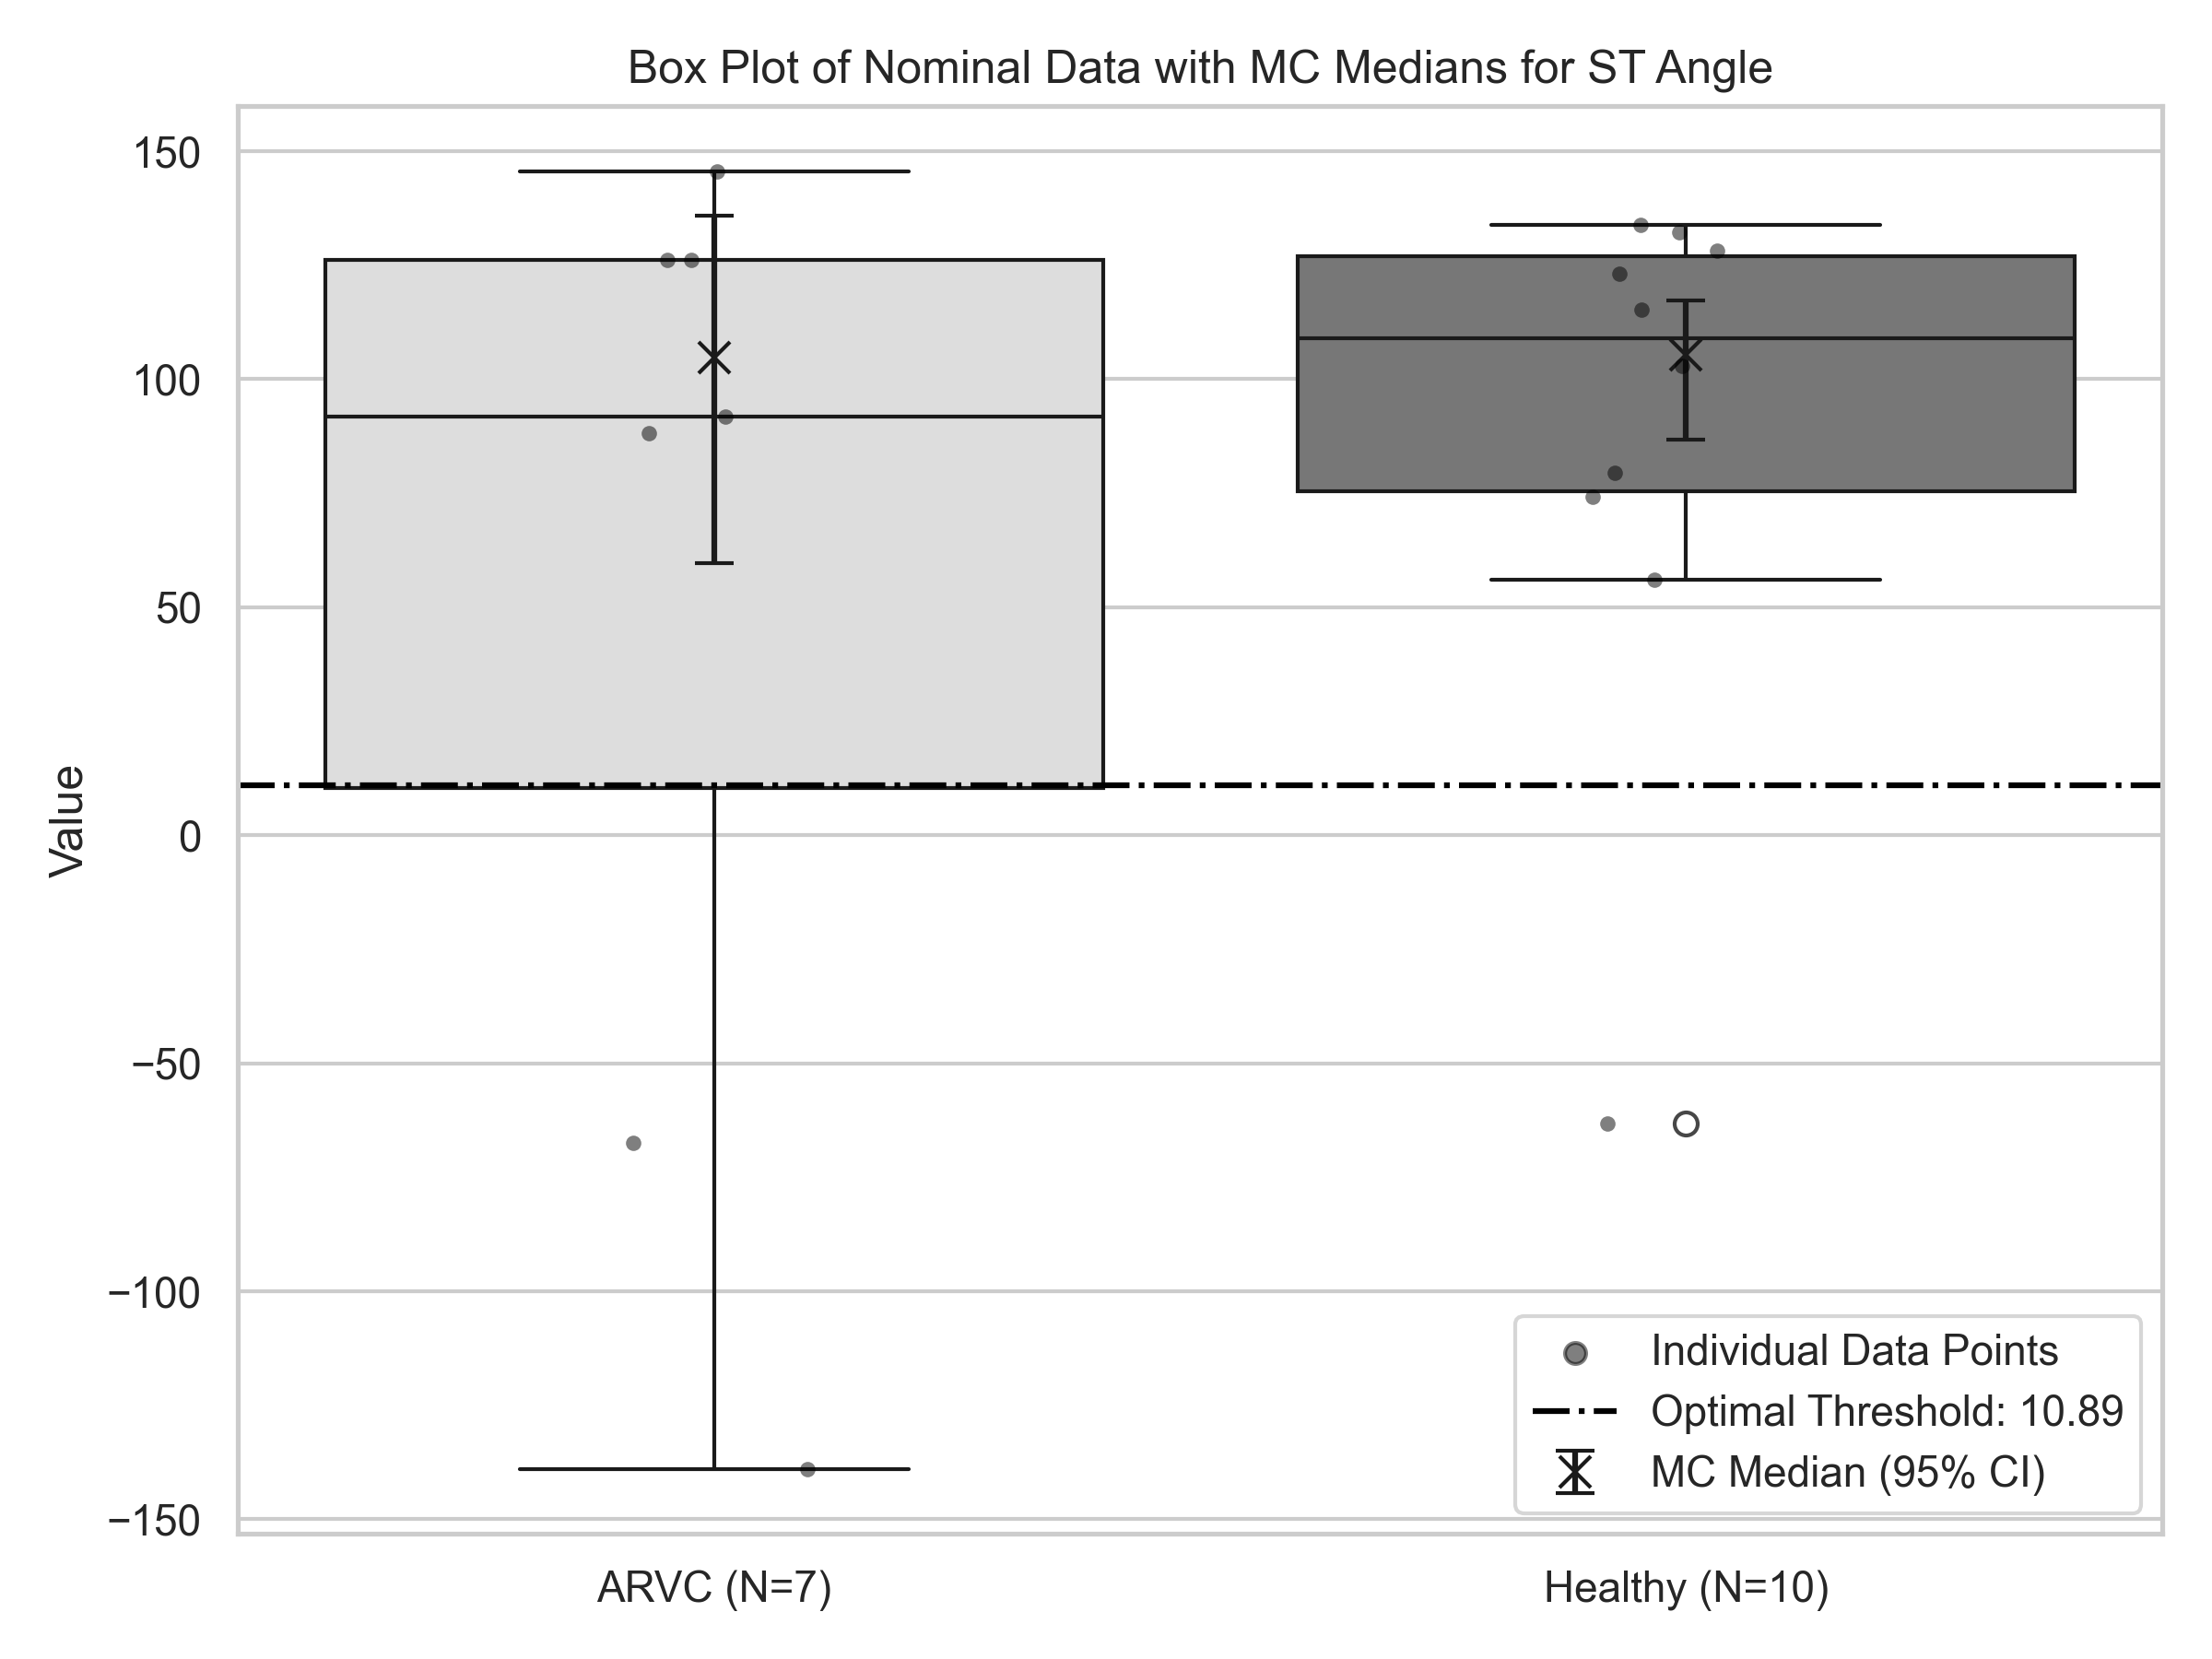 Box Plot of Nominal Data with MC Medians for ST Angle
150
100
50
0
−50
−100
−150
Value
Individual Data Points
Optimal Threshold: 10.89
MC Median (95% CI)
ARVC (N=7)
Healthy (N=10)